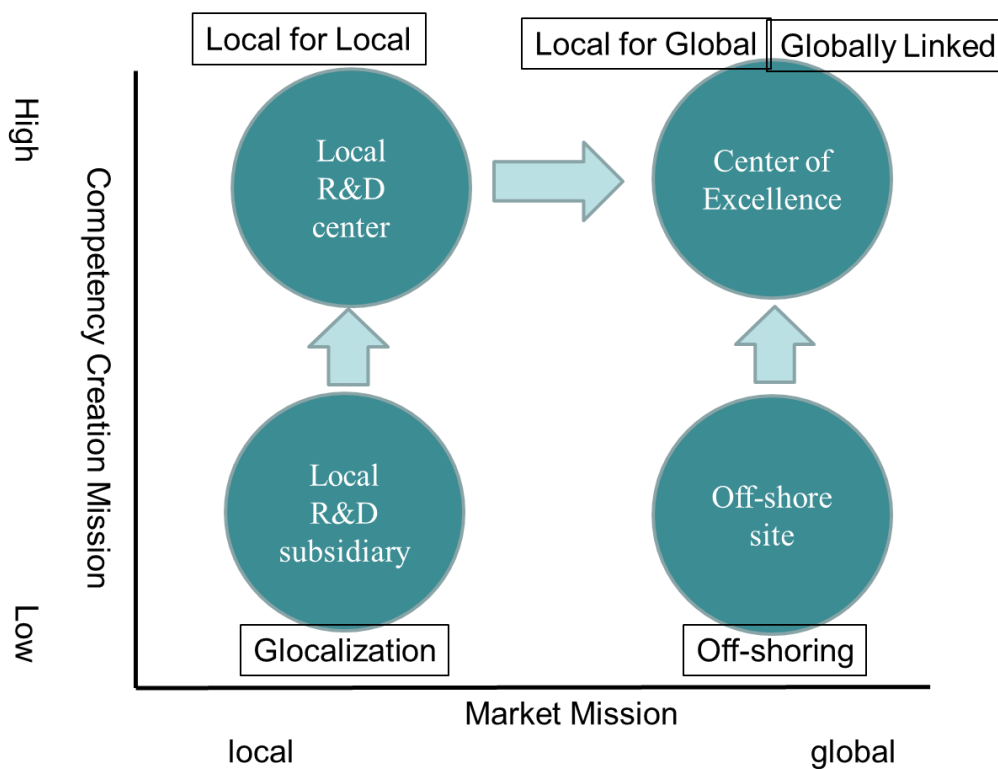 Local for Local
Local for Global
Globally Linked
High
Competency Creation Mission
Low
Local
R&D
center
Center of
Excellence
Local
R&D
subsidiary
Off-shore
site
Glocalization
Off-shoring
Market Mission
local
global